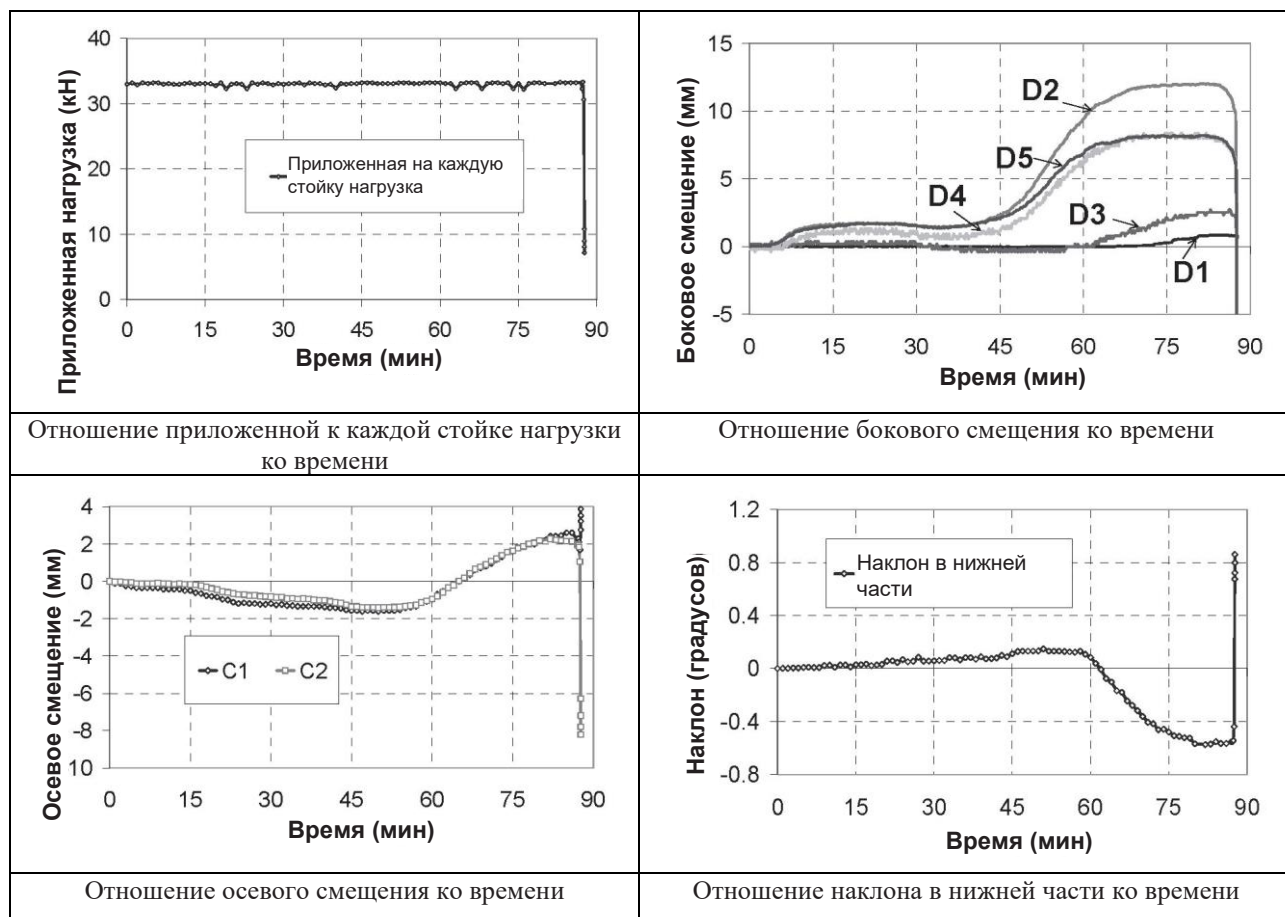 40
30
20
10
0
0 15 30 45 60 75 90
Приложенная нагрузка (кН)
Время (мин)
Приложенная на каждую
стойку нагрузка
15
10
5
0
-5
0 15 30 45 60 75 90
Боковое смещение (мм)
Время (мин)
D2
D5
D4
D3
D1
Отношение приложенной к каждой стойке нагрузки
ко времени
Отношение бокового смещения ко времени
4
2
0
-2
-4
-6
-8
10
0 15 30 45 60 75 90
Осевое смещение (мм)
Время (мин)
C1 C2
1.2
0.8
0.4
0
-0.4
-0.8
0 15 30 45 60 75 90
Наклон (градусов)
Время (мин)
Наклон в нижней
части
Отношение осевого смещения ко времени
Отношение наклона в нижней части ко времени